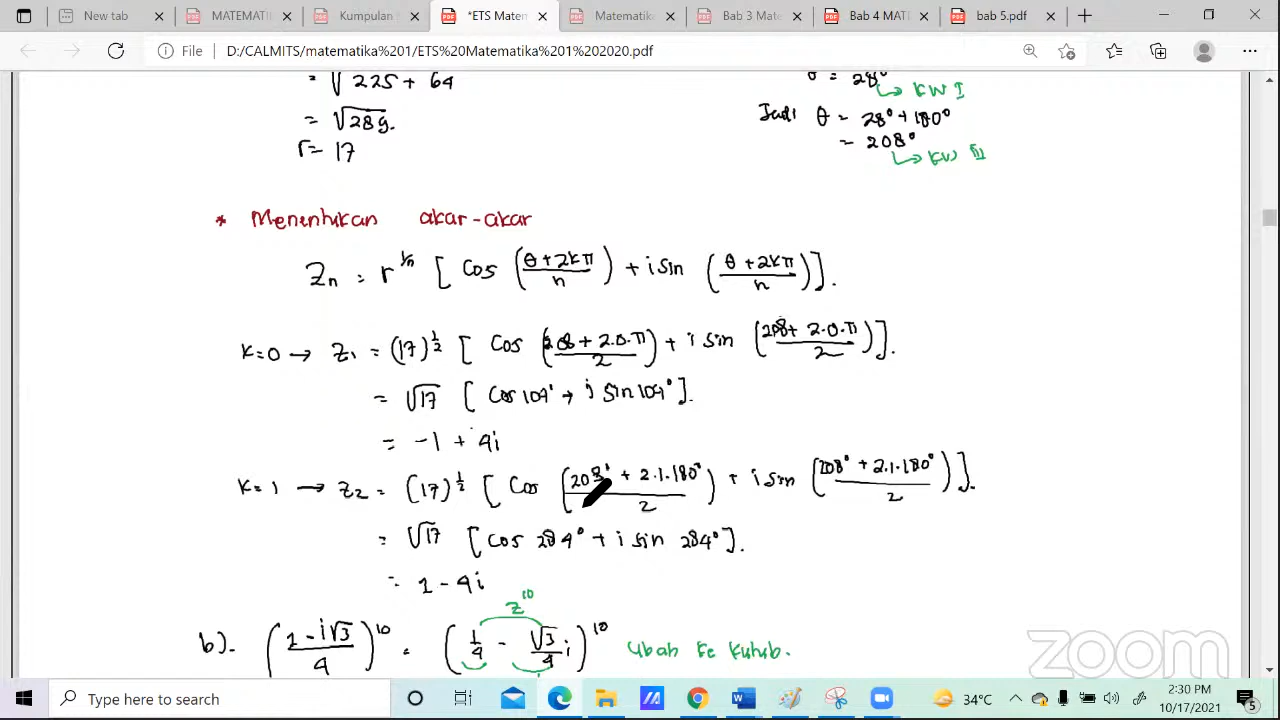 New tab
MATEMATI
Kumpulan
*ETS Matem
Matematika
Bab 3 Mate
Bab 4 MATI
bab8.pdf
File D:/CALMITS/matematika%201/ETS%20Matematika%201%202020.pdf
= √225 + 64
= √289.
r = 17
θ = 28°
→ KW I
Jadi θ = 28° + 180°
= 208°
→ KW III
* Menentukan akar-akar
Zn = r^1/n [ Cos (θ + 2kπ / n) + i sin (θ + 2kπ / n) ].
k=0 → Z1 = (17)^1/2 [ Cos (208 + 2.0.π / 2) + i sin (208 + 2.0.π / 2) ].
= √17 [ Cos 104° + i sin 104° ].
= -1 + 4i
k=1 → Z2 = (17)^1/2 [ Cos (208° + 2.1.180° / 2) + i sin (208° + 2.1.180° / 2) ].
= √17 [ cos 284° + i sin 284° ].
= 1 - 4i
Z^10
b). (1 - i√3 / 4)^10 = (1/4 - √3/4 i)^10 Ubah ke kutub.
zoom
Type here to search
34°C
2:30 PM
10/17/2021
5